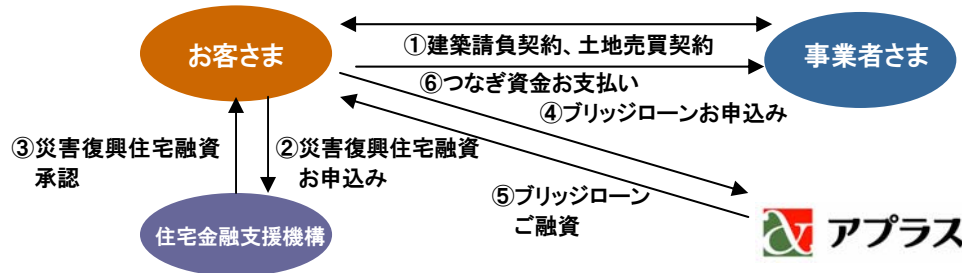 お客さま
①建築請負契約、土地売買契約
事業者さま
⑥つなぎ資金お支払い
④ブリッジローンお申込み
③災害復興住宅融資
承認
②災害復興住宅融資
お申込み
⑤ブリッジローン
ご融資
住宅金融支援機構
アプラス